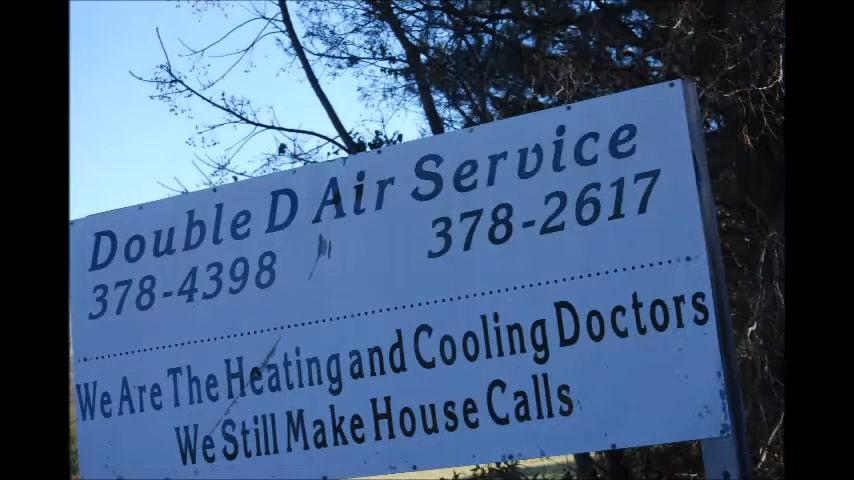 Double D Air Service
378-4398 378-2617
We Are The Heating and Cooling Doctors
We Still Make House Calls